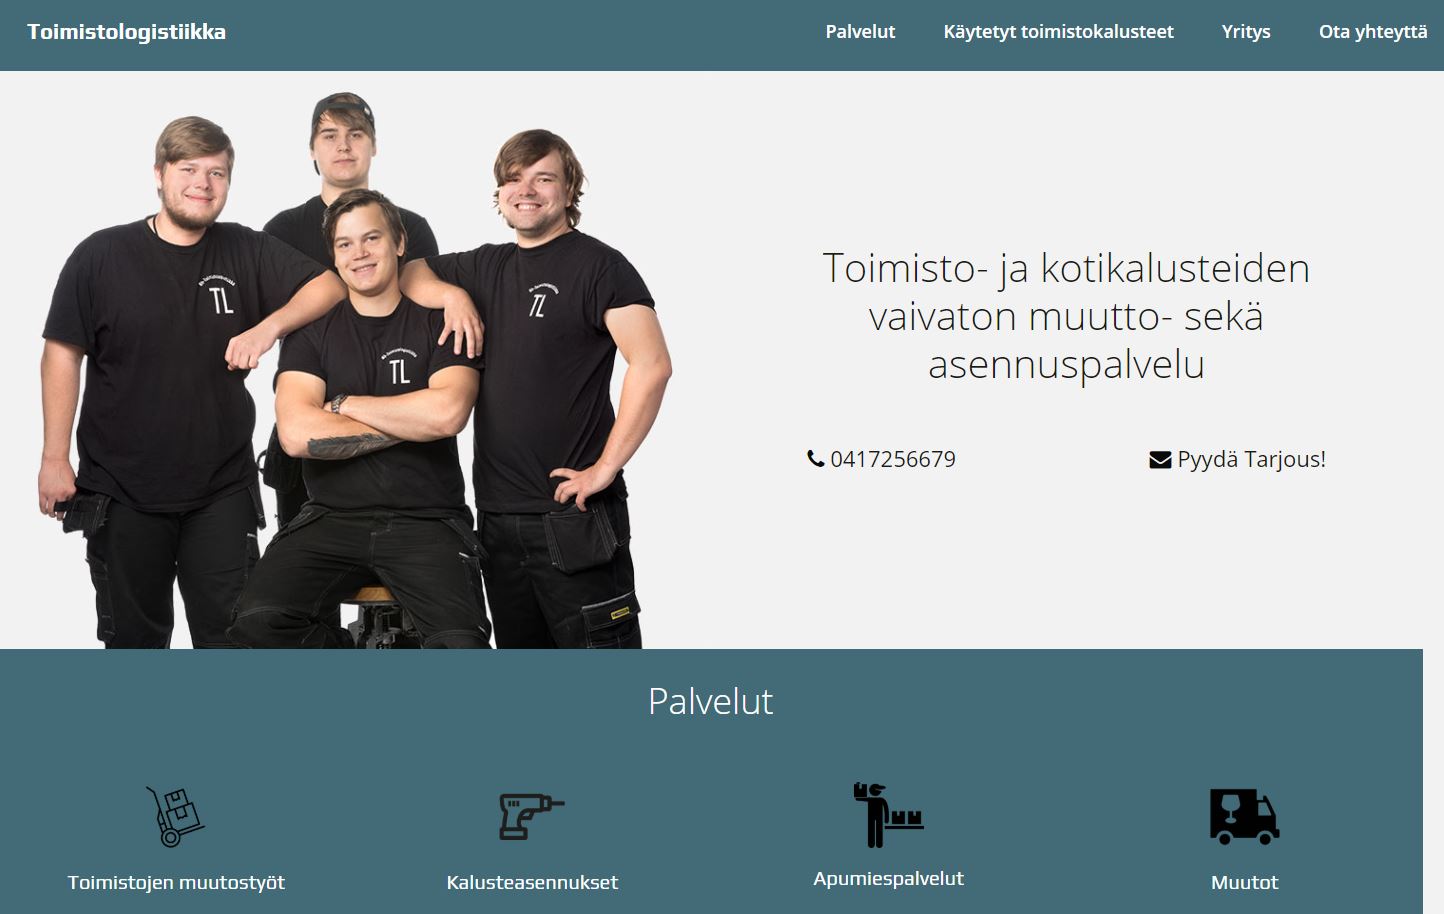 Toimistologistiikka
Palvelut
Käytetyt toimistokalusteet
Yritys
Ota yhteyttä
TL
TL
TL
Toimisto- ja kotikalusteiden
vaivaton muutto- sekä
asennuspalvelu
0417256679
Pyydä Tarjous!
Palvelut
Toimistojen muutostyöt
Kalusteasennukset
Apumiespalvelut
Muutot